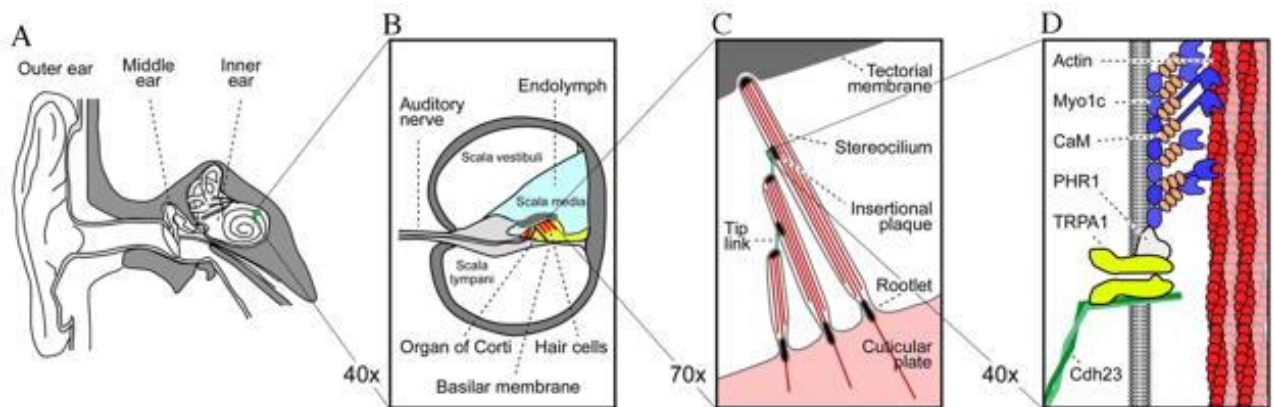 A
Outer ear
Middle
ear
Inner
ear
B
Endolymph
Auditory
nerve
Scala vestibuli
Scala media
Scala
tympani
Organ of Corti
Hair cells
Basilar membrane
40x
C
Tectorial
membrane
Stereocilium
Insertional
plaque
Tip
link
Rootlet
Cuticular
plate
70x
D
Actin
Myo1c
CaM
PHR1
TRPA1
Cdh23
40x